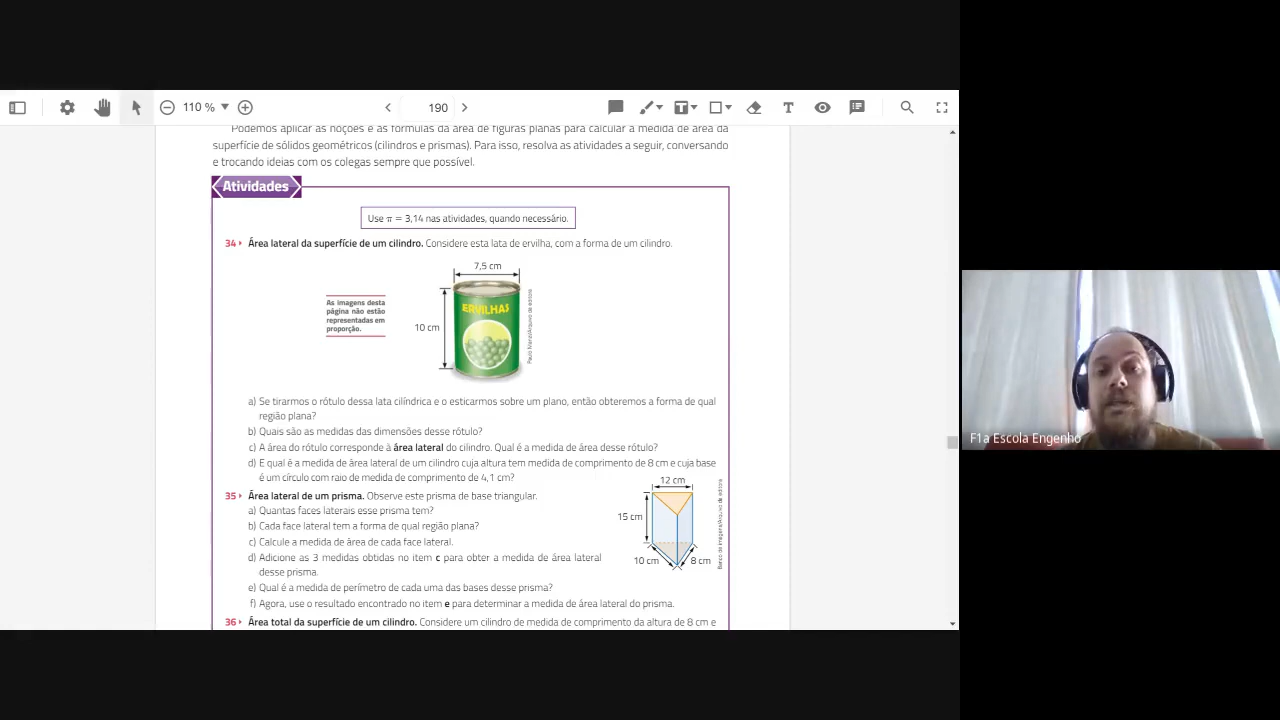 110 %
190
Podemos aplicar as noções e as fórmulas da área de figuras planas para calcular a medida de área da
superfície de sólidos geométricos (cilindros e prismas). Para isso, resolva as atividades a seguir, conversando
e trocando ideias com os colegas sempre que possível.
Atividades
Use π = 3,14 nas atividades, quando necessário.
34 Área lateral da superfície de um cilindro. Considere esta lata de ervilha, com a forma de um cilindro.
7,5 cm
As imagens desta
página não estão
representadas em
proporção.
10 cm
ERVILHAS
Paulo Manzi/Arquivo da editora
a) Se tirarmos o rótulo dessa lata cilíndrica e o esticarmos sobre um plano, então obteremos a forma de qual
região plana?
b) Quais são as medidas das dimensões desse rótulo?
c) A área do rótulo corresponde à área lateral do cilindro. Qual é a medida de área desse rótulo?
d) E qual é a medida de área lateral de um cilindro cuja altura tem medida de comprimento de 8 cm e cuja base
é um círculo com raio de medida de comprimento de 4,1 cm?
35 Área lateral de um prisma. Observe este prisma de base triangular.
a) Quantas faces laterais esse prisma tem?
b) Cada face lateral tem a forma de qual região plana?
c) Calcule a medida de área de cada face lateral.
d) Adicione as 3 medidas obtidas no item c para obter a medida de área lateral
desse prisma.
e) Qual é a medida de perímetro de cada uma das bases desse prisma?
f) Agora, use o resultado encontrado no item e para determinar a medida de área lateral do prisma.
12 cm
15 cm
10 cm
8 cm
Banco de imagens/Arquivo da editora
36 Área total da superfície de um cilindro. Considere um cilindro de medida de comprimento da altura de 8 cm e
F1a Escola Engenho